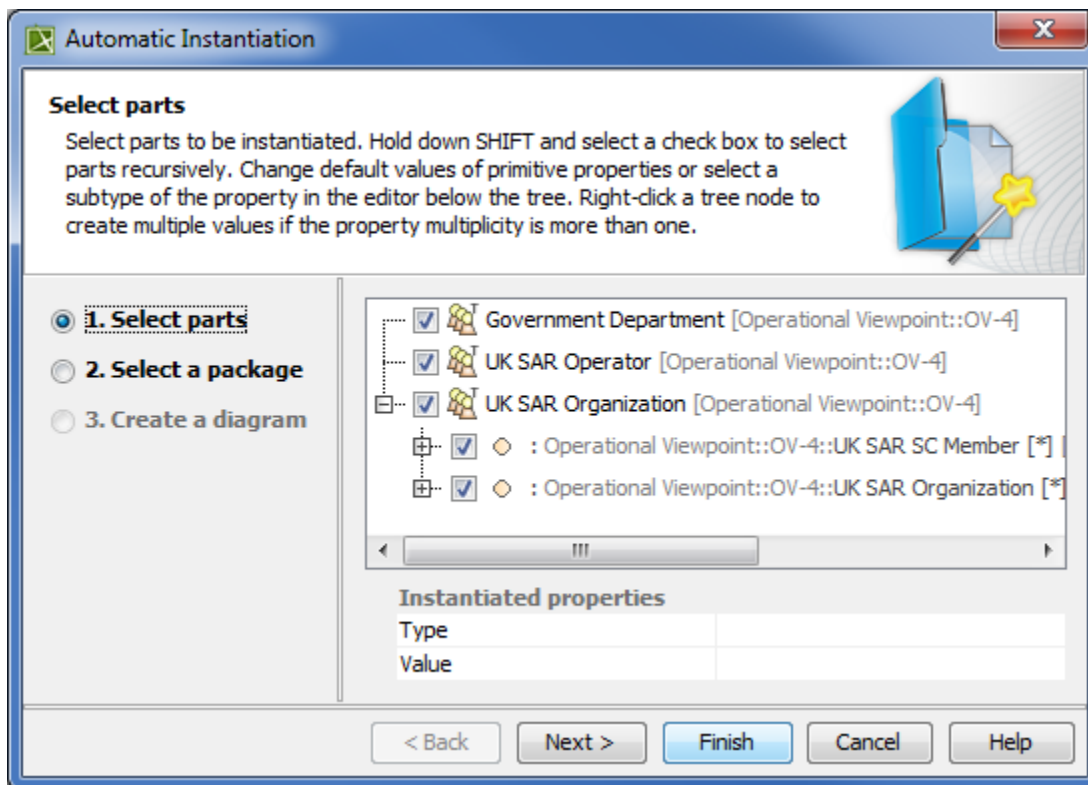 Automatic Instantiation
Select parts
Select parts to be instantiated. Hold down SHIFT and select a check box to select
parts recursively. Change default values of primitive properties or select a
subtype of the property in the editor below the tree. Right-click a tree node to
create multiple values if the property multiplicity is more than one.
1. Select parts
2. Select a package
3. Create a diagram
Government Department [Operational Viewpoint::OV-4]
UK SAR Operator [Operational Viewpoint::OV-4]
UK SAR Organization [Operational Viewpoint::OV-4]
: Operational Viewpoint::OV-4::UK SAR SC Member [*] [
: Operational Viewpoint::OV-4::UK SAR Organization [*]
Instantiated properties
Type
Value
< Back
Next >
Finish
Cancel
Help